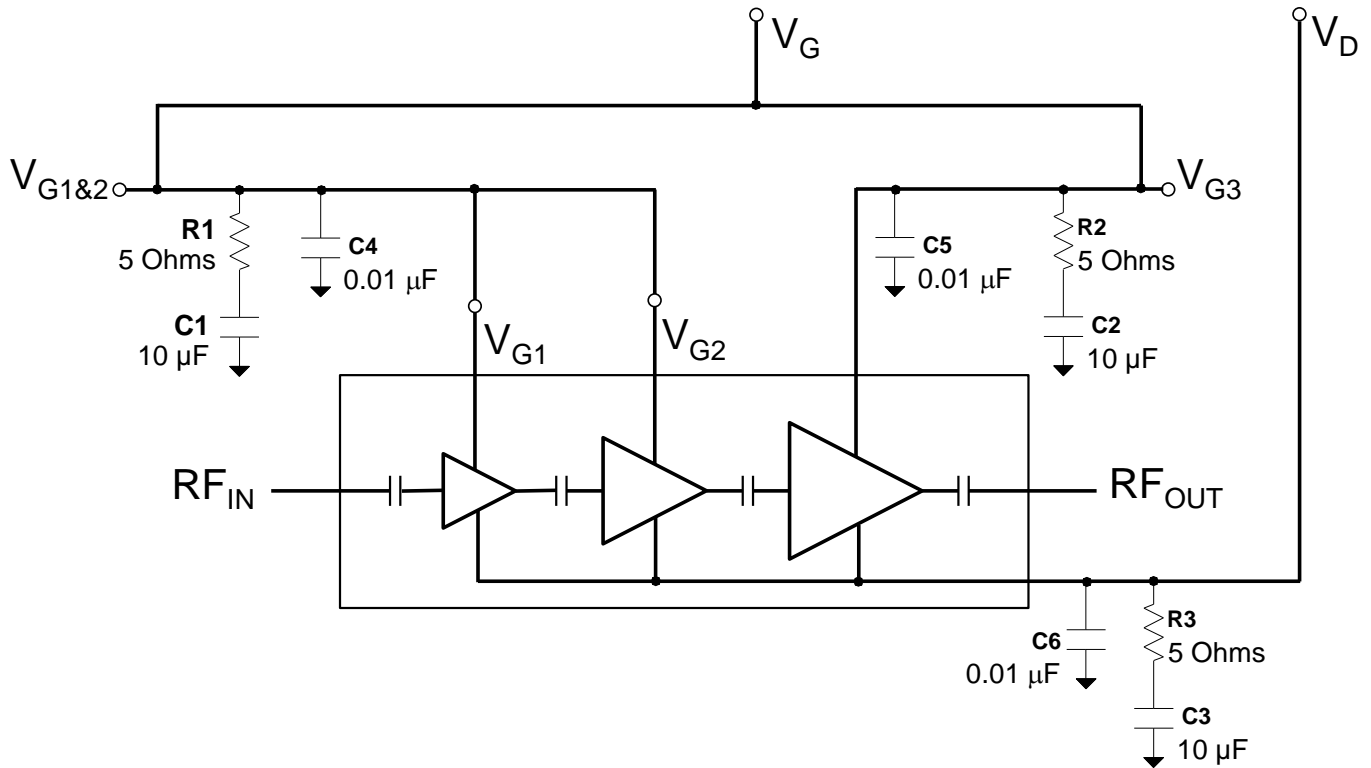 V_G
V_D
V_G1&2
V_G3
R1
5 Ohms
C4
0.01 μF
C5
0.01 μF
R2
5 Ohms
C1
10 µF
V_G1
V_G2
C2
10 µF
RF_IN
RF_OUT
C6
0.01 μF
R3
5 Ohms
C3
10 µF